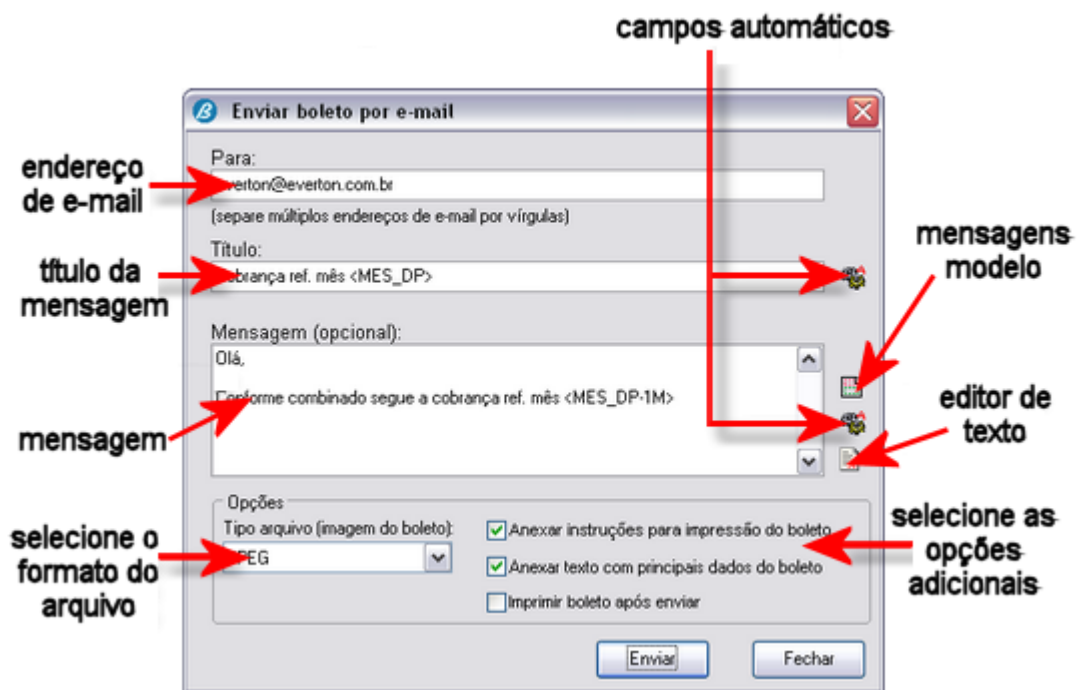 campos automáticos
Enviar boleto por e-mail
endereço
de e-mail
Para:
everton@everton.com.br
(separe múltiplos endereços de e-mail por vírgulas)
título da
mensagem
Título:
Cobrança ref. mês <MES_DP>
mensagens
modelo
Mensagem (opcional):
Olá,
Conforme combinado segue a cobrança ref. mês <MES_DP-1M>
mensagem
editor de
texto
Opções
selecione o
formato do
arquivo
Tipo arquivo (imagem do boleto):
JPEG
Anexar instruções para impressão do boleto
Anexar texto com principais dados do boleto
Imprimir boleto após enviar
selecione as
opções
adicionais
Enviar
Fechar